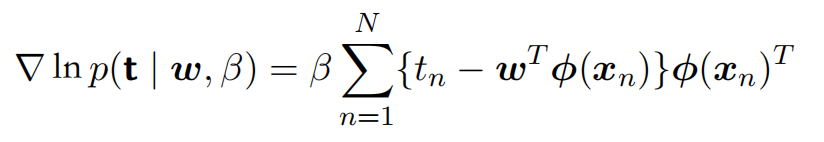 ∇ ln p(𝐭 | 𝒘, β) = β ∑_{n=1}^{N} {t_n − 𝒘^T ϕ(𝒙_n)}ϕ(𝒙_n)^T